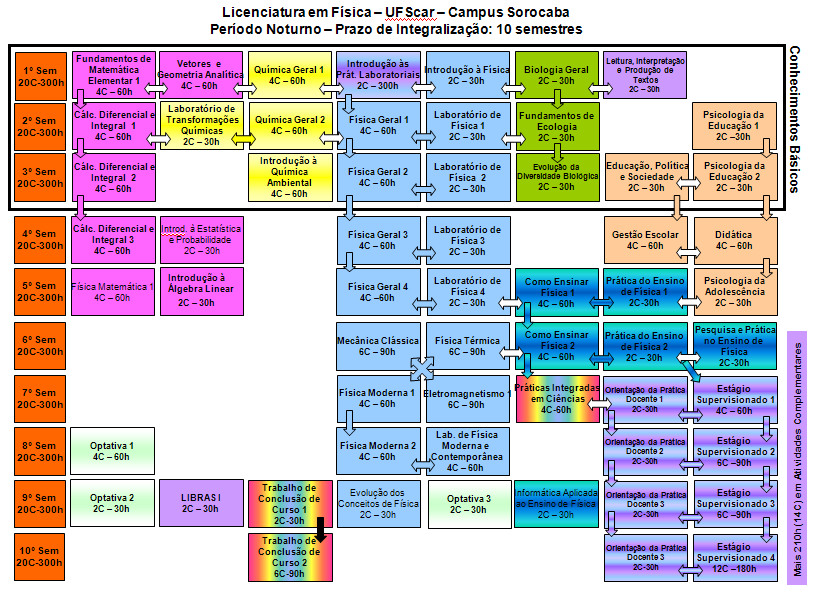 Licenciatura em Física – UFScar – Campus Sorocaba
Período Noturno – Prazo de Integralização: 10 semestres
Conhecimentos Básicos
1º Sem
20C-300h
Fundamentos de
Matemática
Elementar 1
4C – 60h
Vetores e
Geometria Analítica
4C – 60h
Química Geral 1
4C – 60h
Introdução às
Prát. Laboratoriais
2C – 300h
Introdução à Física
2C – 30h
Biologia Geral
2C – 30h
Leitura, Interpretação
e Produção de
Textos
2C – 30h
2º Sem
20C-300h
Cálc. Diferencial e
Integral 1
4C – 60h
Laboratório de
Transformações
Químicas
2C – 30h
Química Geral 2
4C – 60h
Física Geral 1
4C – 60h
Laboratório de
Física 1
2C – 30h
Fundamentos de
Ecologia
2C – 30h
Psicologia da
Educação 1
2C – 30h
3º Sem
20C-300h
Cálc. Diferencial e
Integral 2
4C – 60h
Introdução à
Química
Ambiental
4C – 60h
Física Geral 2
4C – 60h
Laboratório de
Física 2
2C – 30h
Evolução da
Diversidade Biológica
2C – 30h
Educação, Política
e Sociedade
2C – 30h
Psicologia da
Educação 2
2C – 30h
4º Sem
20C-300h
Cálc. Diferencial e
Integral 3
4C – 60h
Introd. à Estatística
e Probabilidade
2C – 30h
Física Geral 3
4C – 60h
Laboratório de
Física 3
2C – 30h
Gestão Escolar
4C – 60h
Didática
4C – 60h
5º Sem
20C-300h
Física Matemática 1
4C – 60h
Introdução à
Álgebra Linear
2C – 30h
Física Geral 4
4C –60h
Laboratório de
Física 4
2C – 30h
Como Ensinar
Física 1
4C – 60h
Prática do Ensino
de Física 1
2C-30h
Psicologia da
Adolescência
2C – 30h
6º Sem
20C-300h
Mecânica Clássica
6C – 90h
Física Térmica
6C – 90h
Como Ensinar
Física 2
4C – 60h
Prática do Ensino
de Física 2
2C – 30h
Pesquisa e Prática
no Ensino de
Física
2C-30h
7º Sem
20C-300h
Física Moderna 1
4C – 60h
Eletromagnetismo 1
6C – 90h
Práticas Integradas
em Ciências
4C-60h
Orientação da Prática
Docente 1
2C-30h
Estágio
Supervisionado 1
4C – 60h
8º Sem
20C-300h
Optativa 1
4C – 60h
Física Moderna 2
4C – 60h
Lab. de Física
Moderna e
Contemporânea
4C – 60h
Orientação da Prática
Docente 2
2C-30h
Estágio
Supervisionado 2
6C –90h
9º Sem
20C-300h
Optativa 2
2C – 30h
LIBRAS I
2C – 30h
Trabalho de
Conclusão de
Curso 1
2C-30h
Evolução dos
Conceitos de Física
2C – 30h
Optativa 3
2C – 30h
Informática Aplicada
ao Ensino de Física
2C – 30h
Orientação da Prática
Docente 3
2C-30h
Estágio
Supervisionado 3
6C – 90h
10º Sem
20C-300h
Trabalho de
Conclusão de
Curso 2
6C-90h
Orientação da Prática
Docente 3
2C-30h
Estágio
Supervisionado 4
12C –180h
Mais 210h (14C) em Atividades Complementares